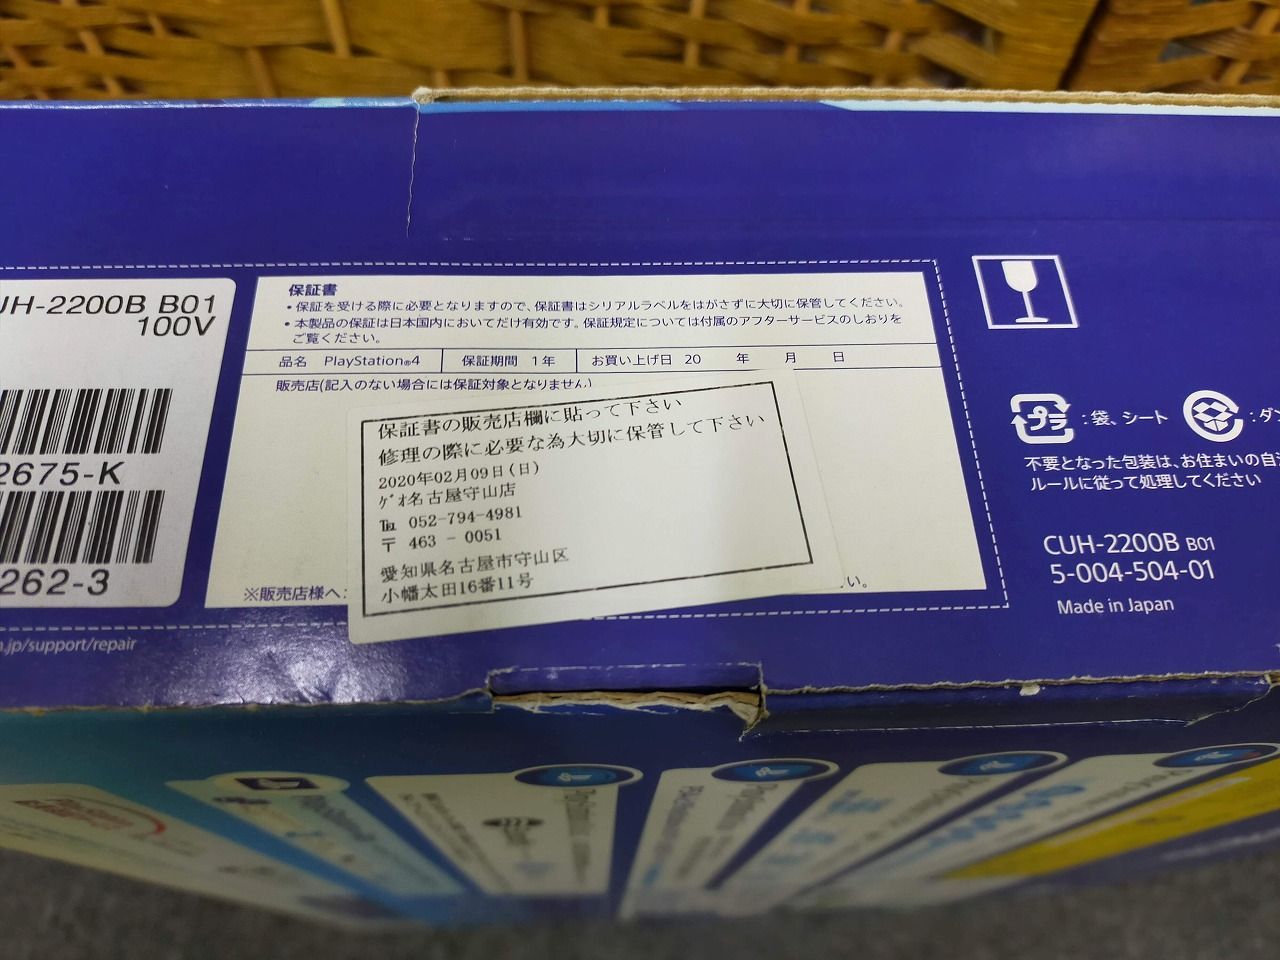 UH-2200B B01
100V
2675-K
262-3
.jp/support/repair
保証書
・保証を受ける際に必要となりますので、保証書はシリアルラベルをはがさずに大切に保管してください。
・本製品の保証は日本国内においてだけ有効です。保証規定については付属のアフターサービスのしおりを
ご覧ください。
品名 PlayStation®4 保証期間 1年 お買い上げ日 20 年 月 日
販売店(記入のない場合には保証対象となりません)
保証書の販売店欄に貼って下さい
修理の際に必要な為大切に保管して下さい
2020年02月09日(日)
ｹﾞｵ名古屋守山店
℡ 052-794-4981
〒 463 - 0051
愛知県名古屋市守山区
小幡太田16番11号
※販売店様へ: い。
プラ :袋、シート :ダン
不要となった包装は、お住まいの自治
ルールに従って処理してください
CUH-2200B B01
5-004-504-01
Made in Japan